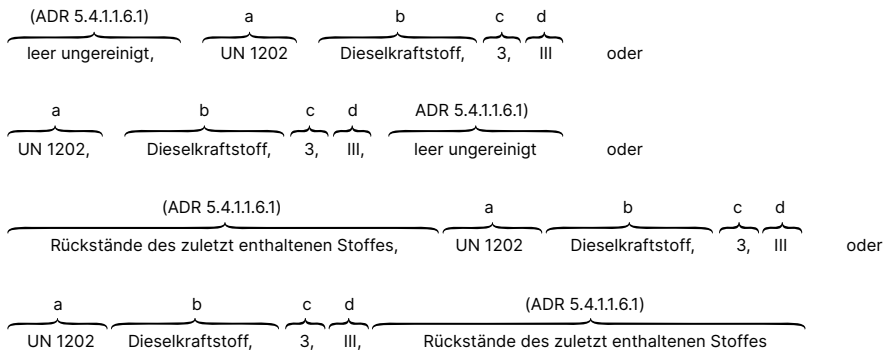 (ADR 5.4.1.1.6.1) a b c d
leer ungereinigt, UN 1202 Dieselkraftstoff, 3, III oder
a b c d ADR 5.4.1.1.6.1)
UN 1202, Dieselkraftstoff, 3, III, leer ungereinigt oder
(ADR 5.4.1.1.6.1) a b c d
Rückstände des zuletzt enthaltenen Stoffes, UN 1202 Dieselkraftstoff, 3, III oder
a b c d (ADR 5.4.1.1.6.1)
UN 1202 Dieselkraftstoff, 3, III, Rückstände des zuletzt enthaltenen Stoffes